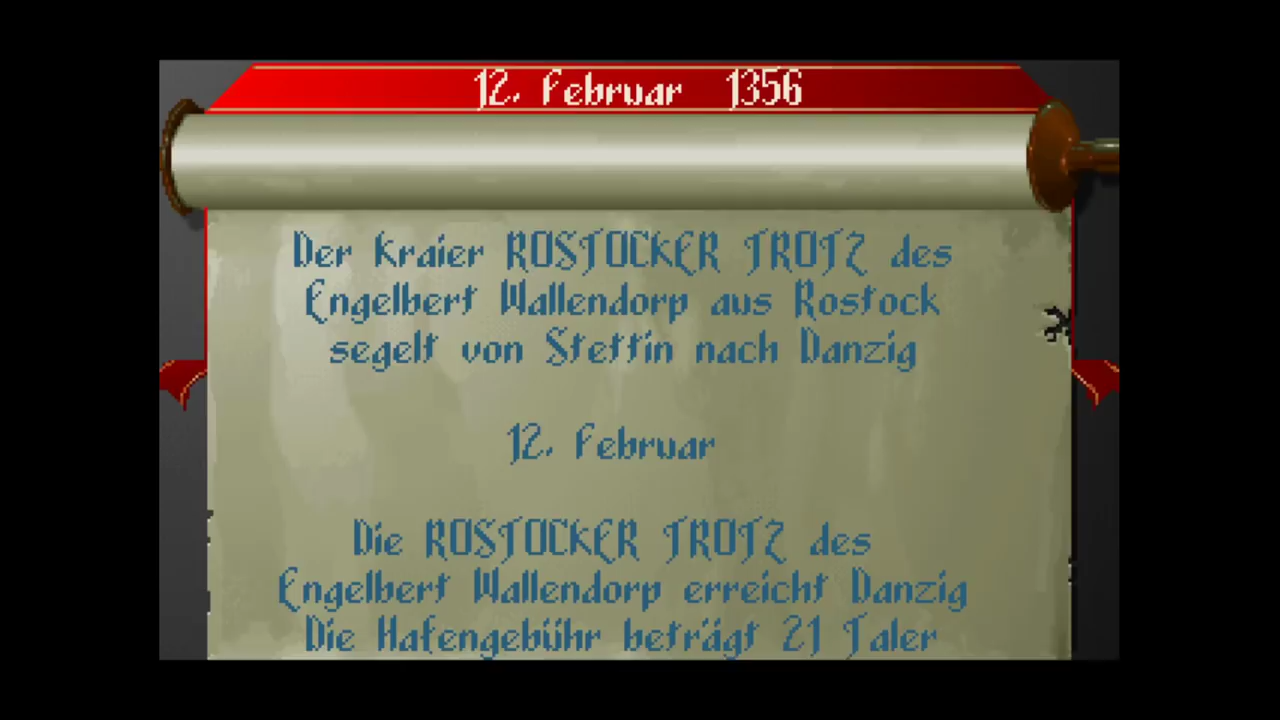 12. Februar 1356
Der Kraier ROSTOCKER TROTZ des
Engelbert Wallendorp aus Rostock
segelt von Stettin nach Danzig
12. Februar
Die ROSTOCKER TROTZ des
Engelbert Wallendorp erreicht Danzig
Die Hafengebühr beträgt 21 Taler